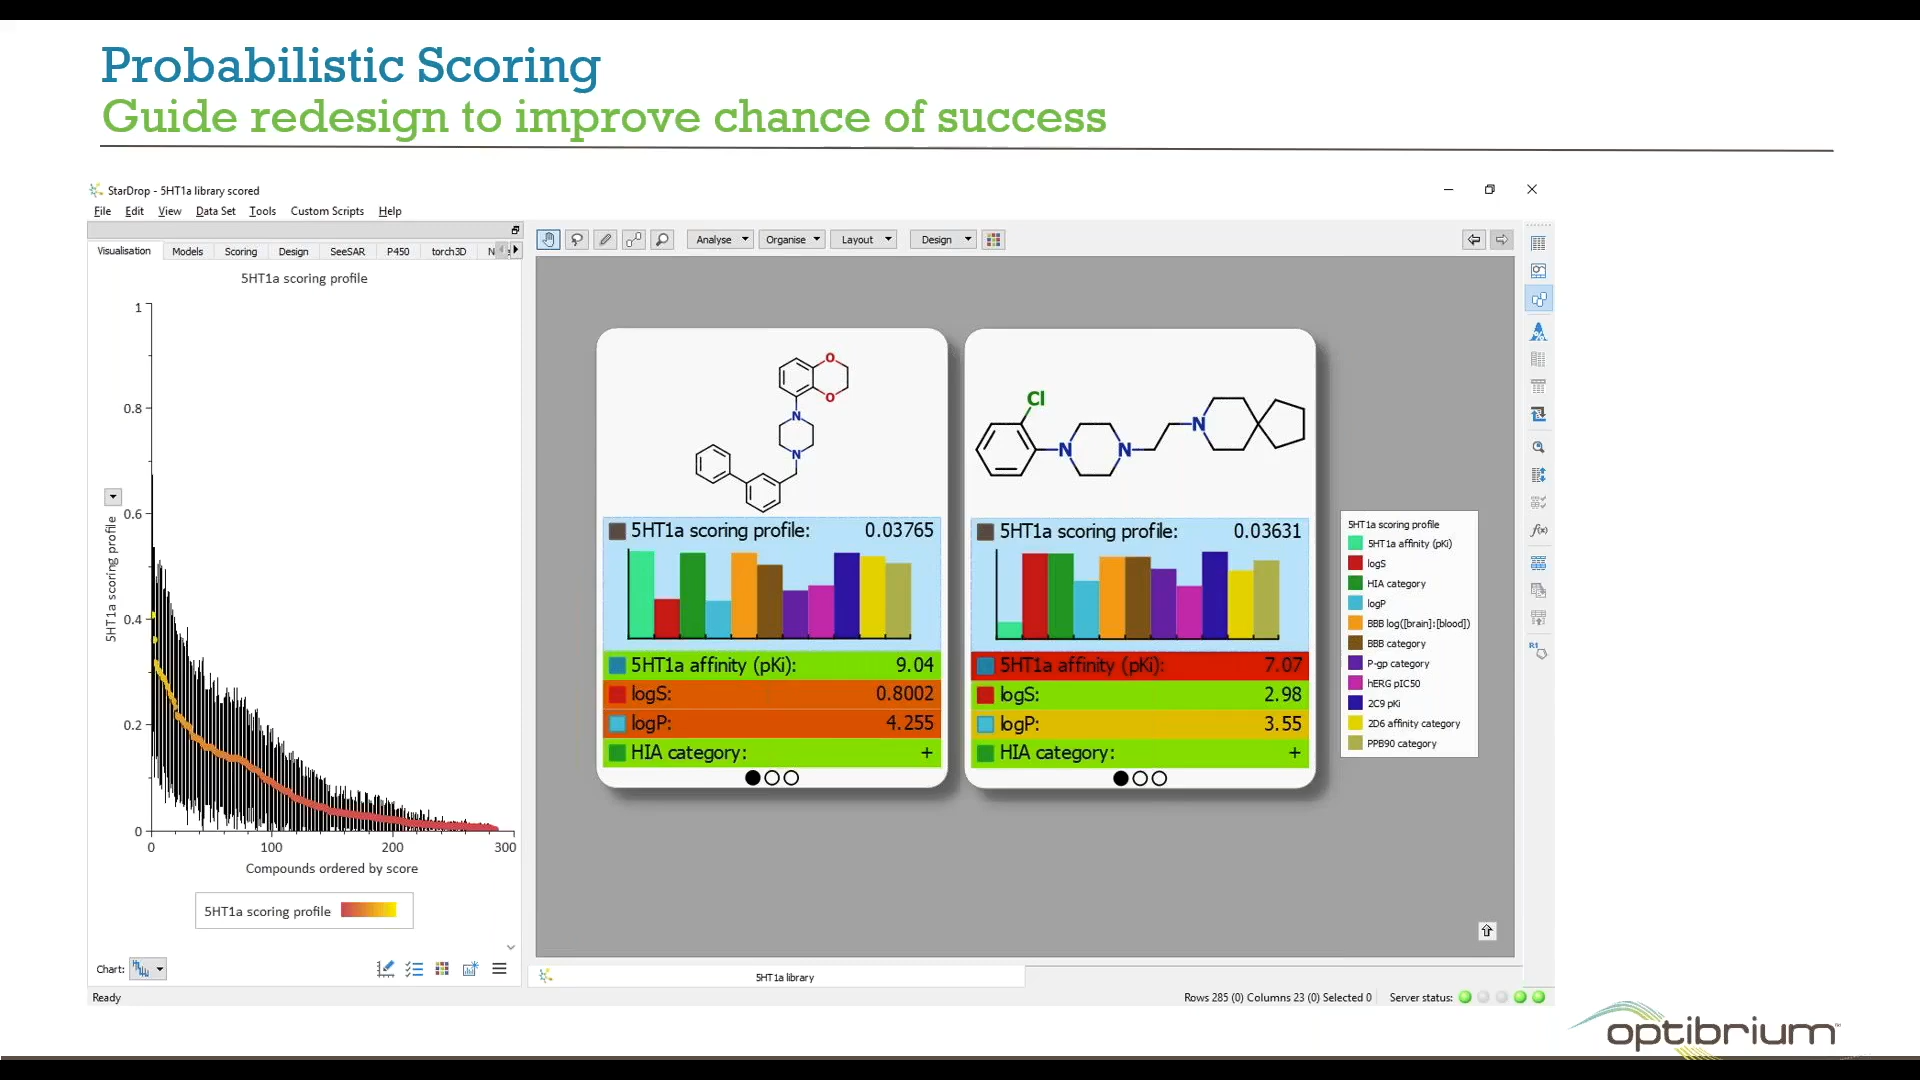 Probabilistic Scoring
Guide redesign to improve chance of success
StarDrop - 5HT1a library scored
File Edit View Data Set Tools Custom Scripts Help
Visualisation Models Scoring Design SeeSAR P450 torch3D
Analyse Organise Layout Design
5HT1a scoring profile
1
0.8
0.6
0.4
0.2
0
5HT1a scoring profile
0 100 200 300
Compounds ordered by score
5HT1a scoring profile
Chart:
Ready
O
O
N
N
5HT1a scoring profile: 0.03765
5HT1a affinity (pKi): 9.04
logS: 0.8002
logP: 4.255
HIA category: +
Cl
N
N
N
5HT1a scoring profile: 0.03631
5HT1a affinity (pKi): 7.07
logS: 2.98
logP: 3.55
HIA category: +
5HT1a scoring profile
5HT1a affinity (pKi)
logS
HIA category
logP
BBB log([brain]:[blood])
BBB category
P-gp category
hERG pIC50
2C9 pKi
2D6 affinity category
PPB90 category
f(x)
R1
5HT1a library
Rows 285 (0) Columns 23 (0) Selected 0 Server status:
optibrium™